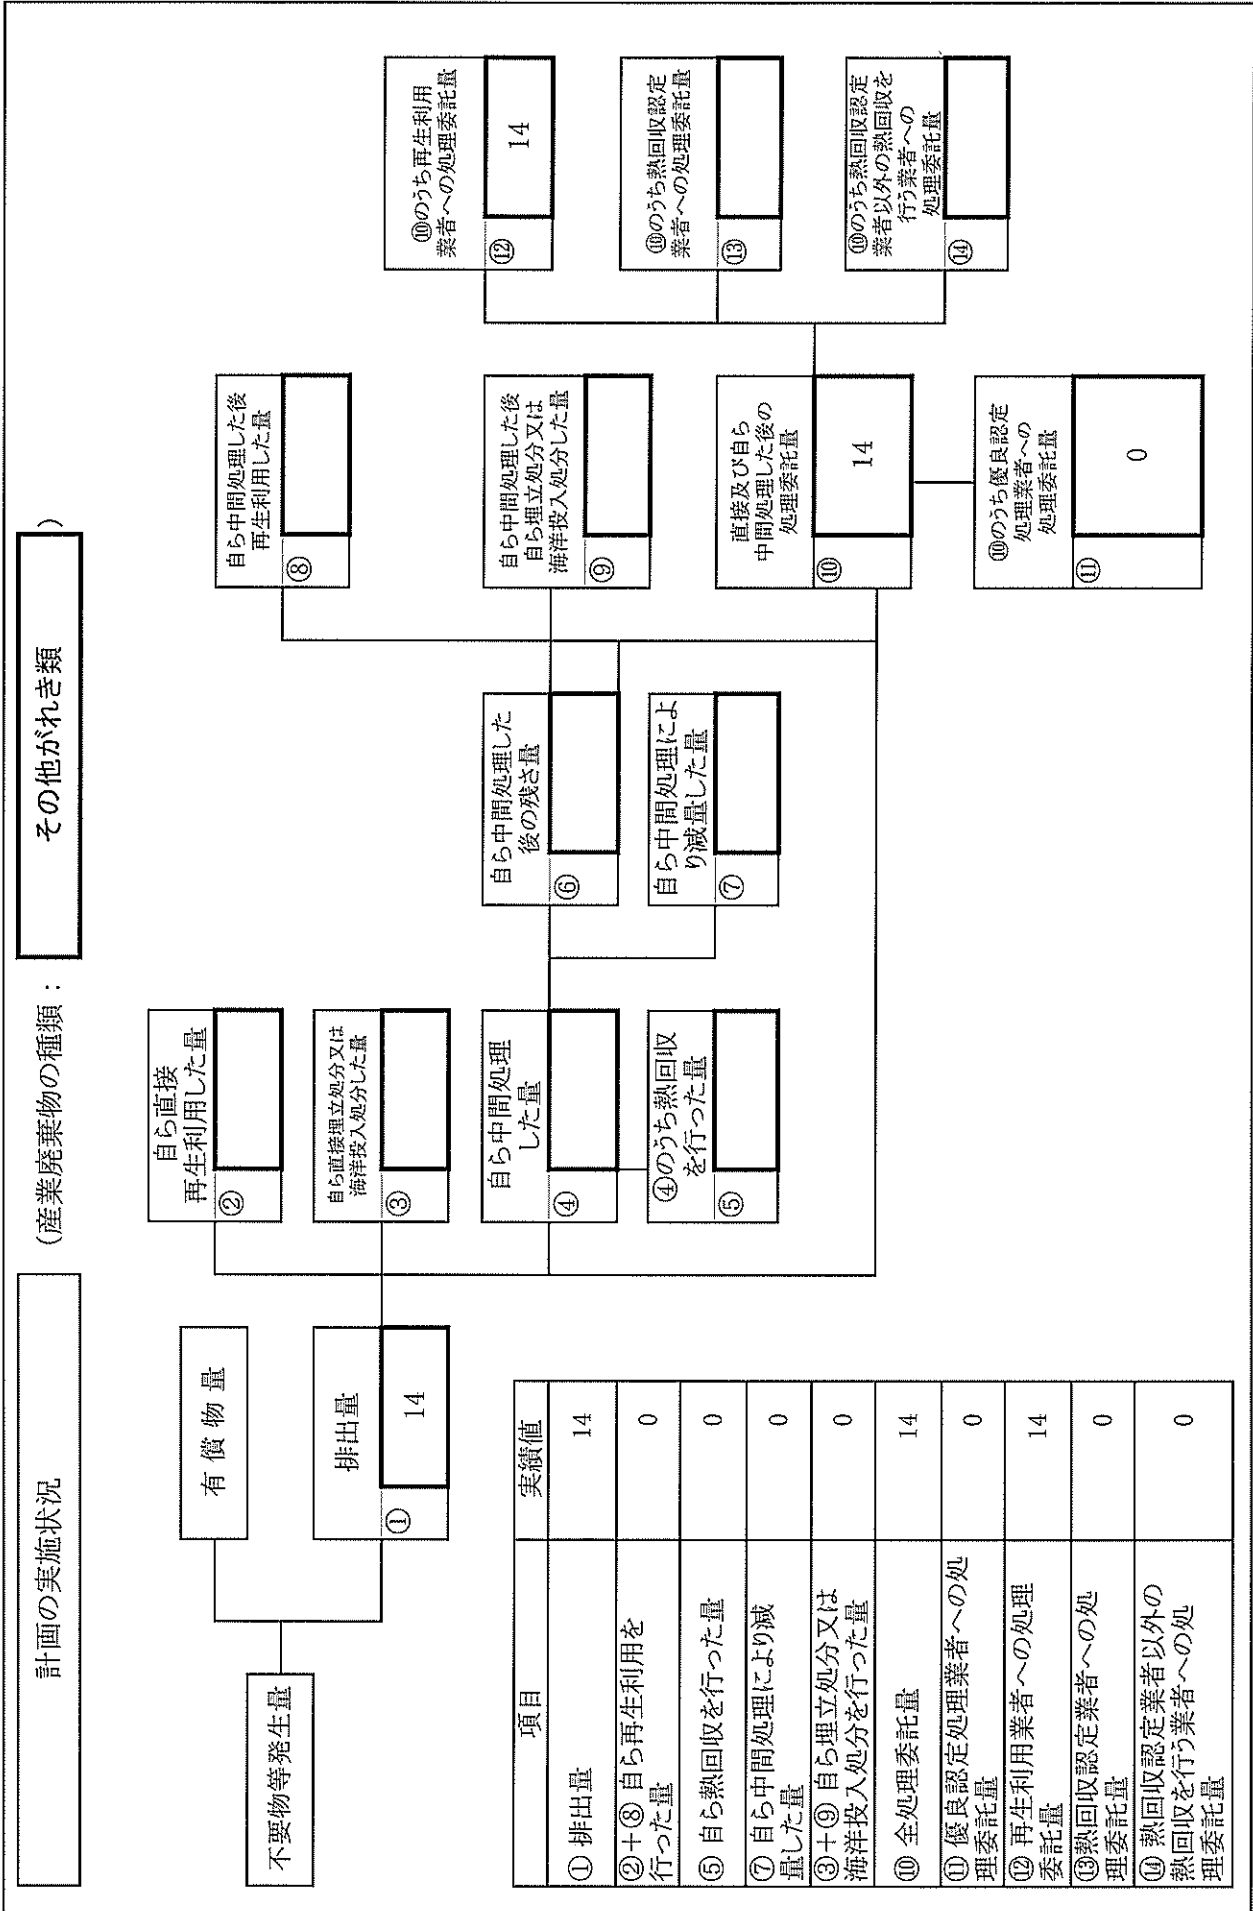 計画の実施状況
(産業廃棄物の種類:
その他がれき類
)
不要物等発生量
有 償 物 量
排出量
①
14
自ら直接
再生利用した量
②
自ら直接埋立処分又は
海洋投入処分した量
③
自ら中間処理
した量
④
④のうち熱回収
を行った量
⑤
自ら中間処理した
後の残さ量
⑥
自ら中間処理によ
り減量した量
⑦
自ら中間処理した後
再生利用した量
⑧
自ら中間処理した後
自ら埋立処分又は
海洋投入処分した量
⑨
直接及び自ら
中間処理した後の
処理委託量
⑩
14
⑩のうち優良認定
処理業者への
処理委託量
⑪
0
⑩のうち再生利用
業者への処理委託量
⑫
14
⑩のうち熱回収認定
業者への処理委託量
⑬
⑩のうち熱回収認定
業者以外の熱回収を
行う業者への
処理委託量
⑭
項目 実績値
① 排出量 14
②+⑧ 自ら再生利用を
行った量 0
⑤ 自ら熱回収を行った量 0
⑦ 自ら中間処理により減
量した量 0
③+⑨ 自ら埋立処分又は
海洋投入処分を行った量 0
⑩ 全処理委託量 14
⑪ 優良認定処理業者への処
理委託量 0
⑫ 再生利用業者への処理
委託量 14
⑬熱回収認定業者への処
理委託量 0
⑭ 熱回収認定業者以外の
熱回収を行う業者への処
理委託量 0